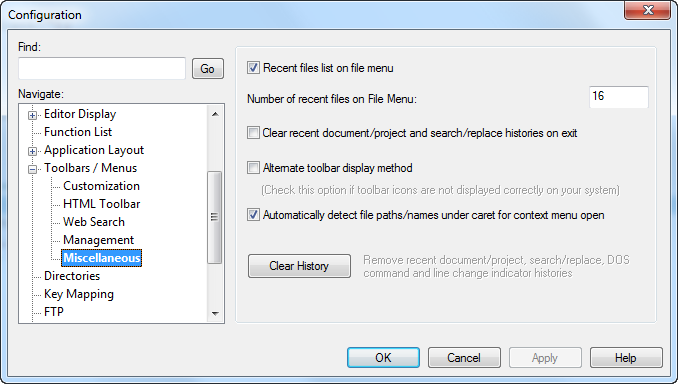 Configuration
Find:
Go
Navigate:
Editor Display
Function List
Application Layout
Toolbars / Menus
Customization
HTML Toolbar
Web Search
Management
Miscellaneous
Directories
Key Mapping
FTP
Recent files list on file menu
Number of recent files on File Menu:
16
Clear recent document/project and search/replace histories on exit
Alternate toolbar display method
(Check this option if toolbar icons are not displayed correctly on your system)
Automatically detect file paths/names under caret for context menu open
Clear History
Remove recent document/project, search/replace, DOS
command and line change indicator histories
OK
Cancel
Apply
Help